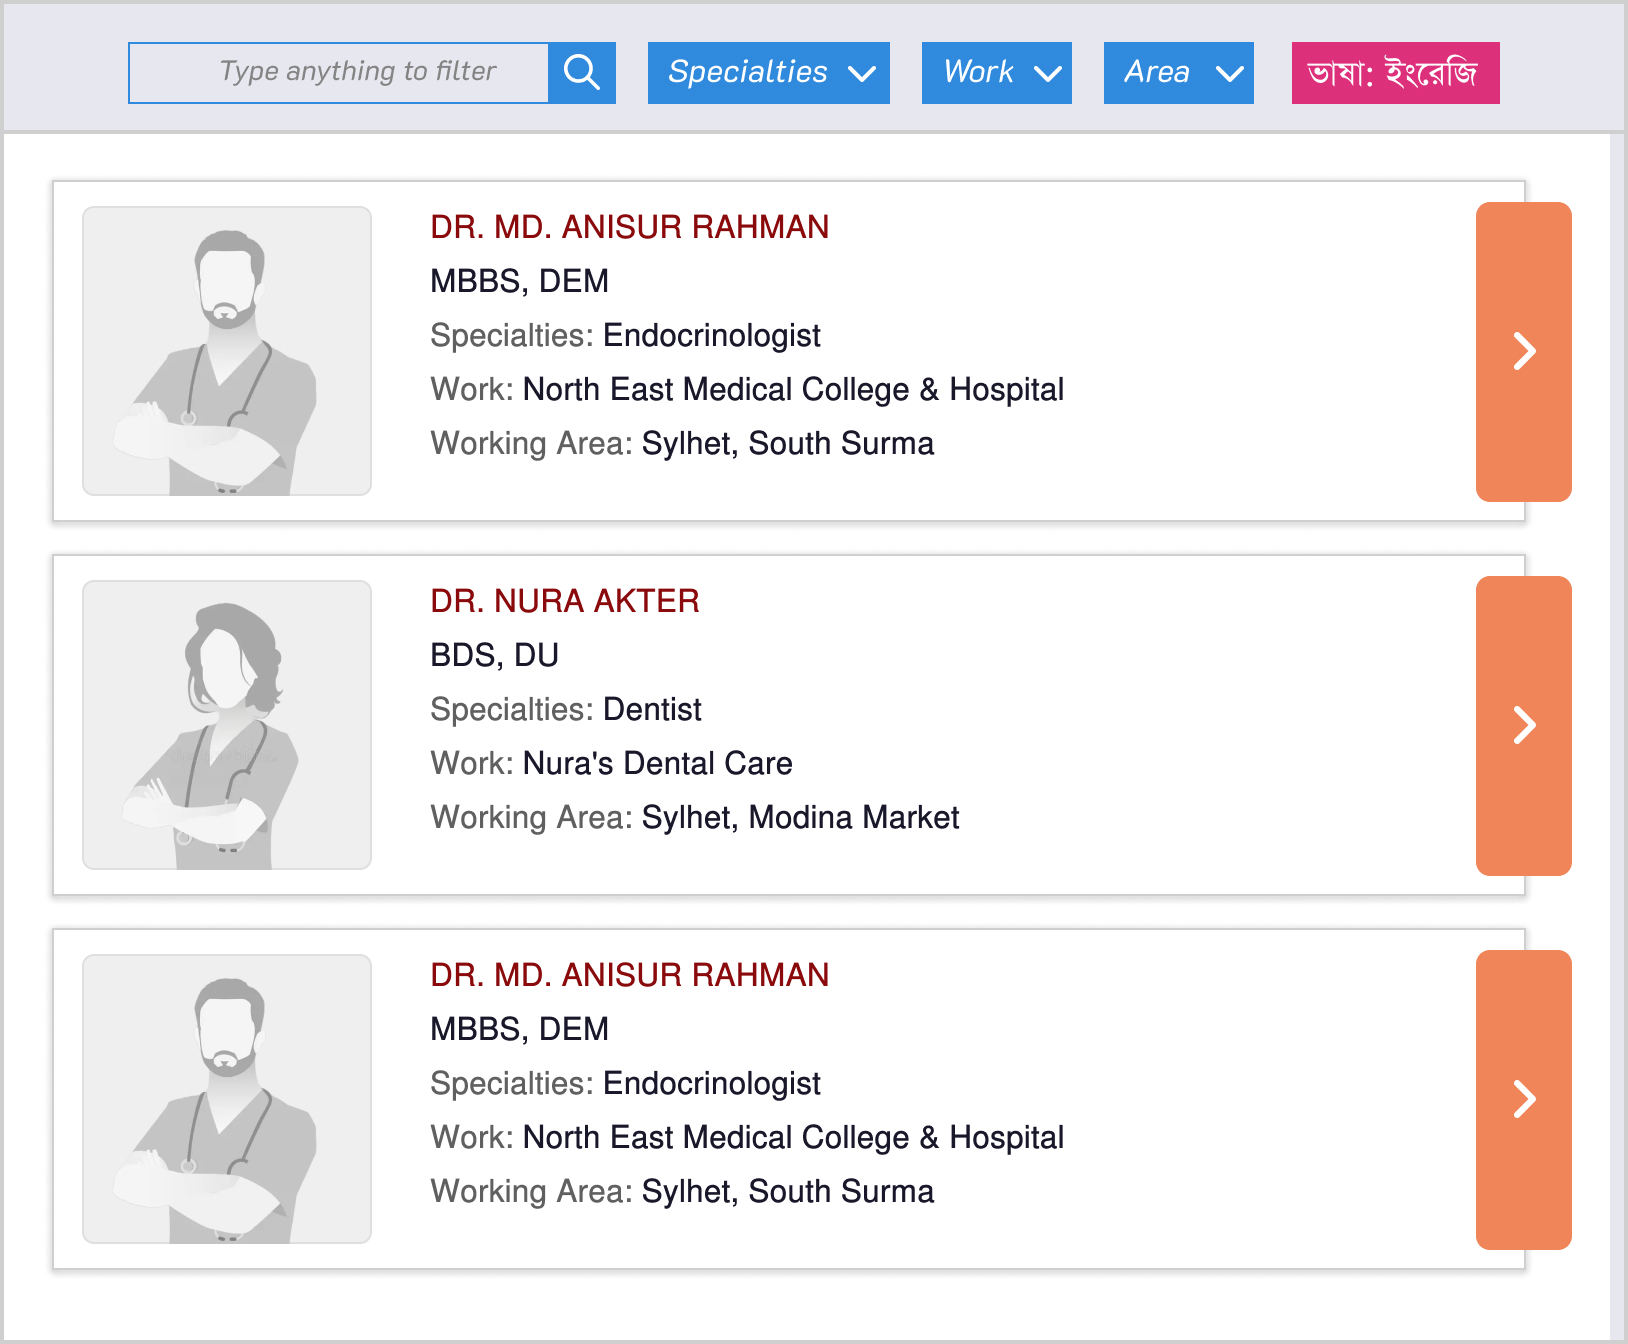 Type anything to filter
Specialties
Work
Area
ভাষা: ইংরেজি
DR. MD. ANISUR RAHMAN
MBBS, DEM
Specialties: Endocrinologist
Work: North East Medical College & Hospital
Working Area: Sylhet, South Surma
DR. NURA AKTER
BDS, DU
Specialties: Dentist
Work: Nura's Dental Care
Working Area: Sylhet, Modina Market
DR. MD. ANISUR RAHMAN
MBBS, DEM
Specialties: Endocrinologist
Work: North East Medical College & Hospital
Working Area: Sylhet, South Surma